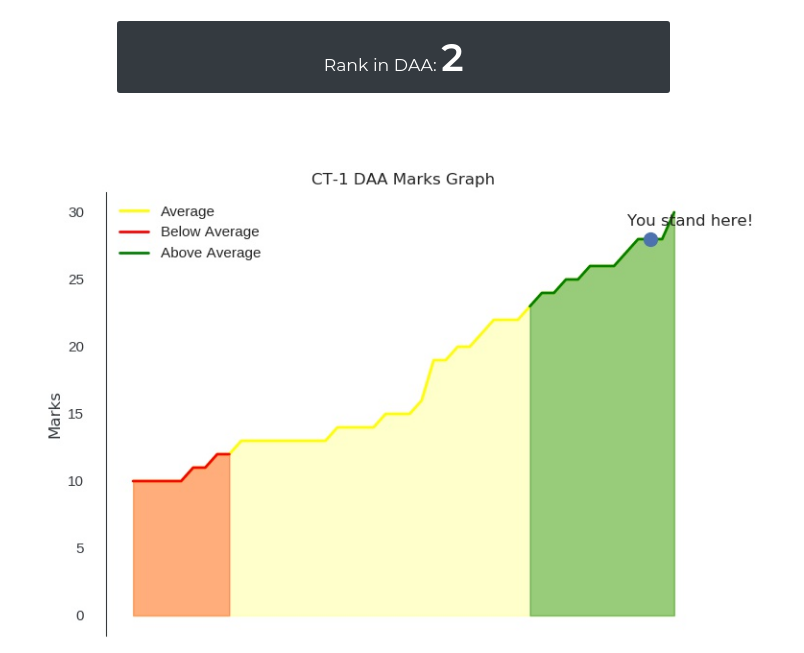 Rank in DAA: 2
CT-1 DAA Marks Graph
Average
Below Average
Above Average
You stand here!
30
25
20
15
10
5
0
Marks